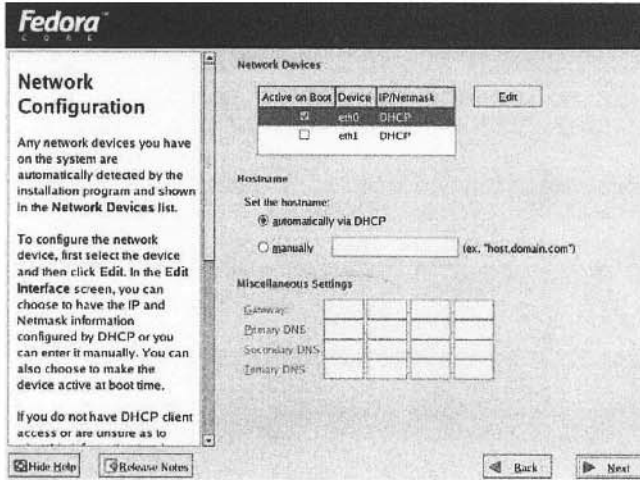 Fedora
CORE
Network
Configuration
Any network devices you have
on the system are
automatically detected by the
installation program and shown
in the Network Devices list.
To configure the network
device, first select the device
and then click Edit. In the Edit
Interface screen, you can
choose to have the IP and
Netmask information
configured by DHCP or you
can enter it manually. You can
also choose to make the
device active at boot time.
If you do not have DHCP client
access or are unsure as to
Network Devices
Active on Boot Device IP/Netmask
eth0 DHCP
eth1 DHCP
Edit
Hostname
Set the hostname:
automatically via DHCP
manually (ex. "host.domain.com")
Miscellaneous Settings
Gateway:
Primary DNS:
Secondary DNS:
Tertiary DNS:
Hide Help
Release Notes
Back
Next